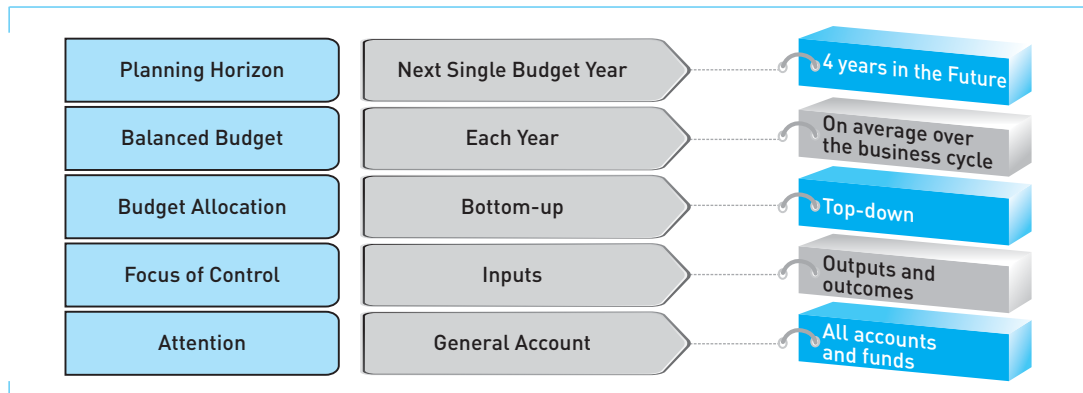 Planning Horizon
Next Single Budget Year
4 years in the Future
Balanced Budget
Each Year
On average over
the business cycle
Budget Allocation
Bottom-up
Top-down
Focus of Control
Inputs
Outputs and
outcomes
Attention
General Account
All accounts
and funds